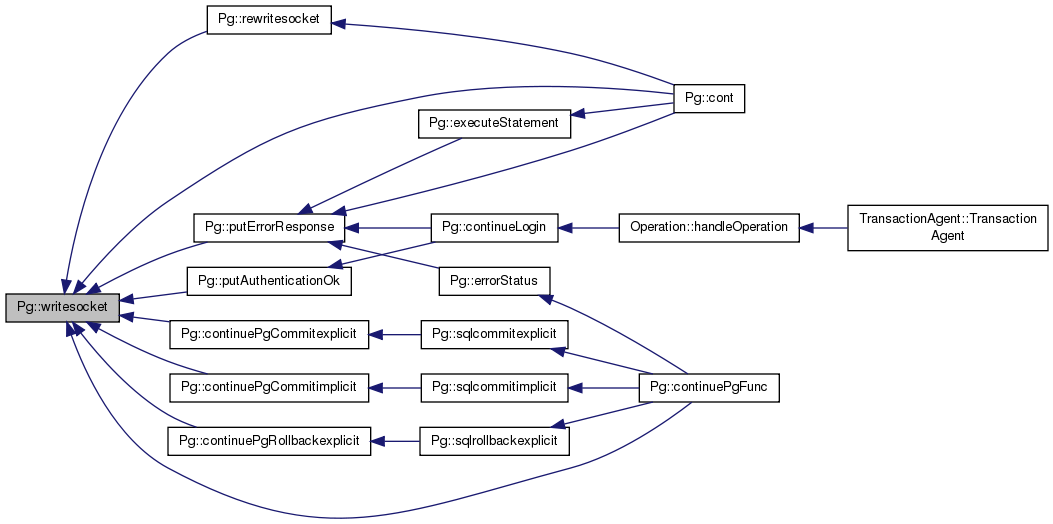 Pg::rewritesocket
Pg::cont
Pg::executeStatement
Pg::putErrorResponse
Pg::continueLogin
Operation::handleOperation
TransactionAgent::Transaction
Agent
Pg::putAuthenticationOk
Pg::errorStatus
Pg::writesocket
Pg::continuePgCommitexplicit
Pg::sqlcommitexplicit
Pg::continuePgCommitimplicit
Pg::sqlcommitimplicit
Pg::continuePgFunc
Pg::continuePgRollbackexplicit
Pg::sqlrollbackexplicit